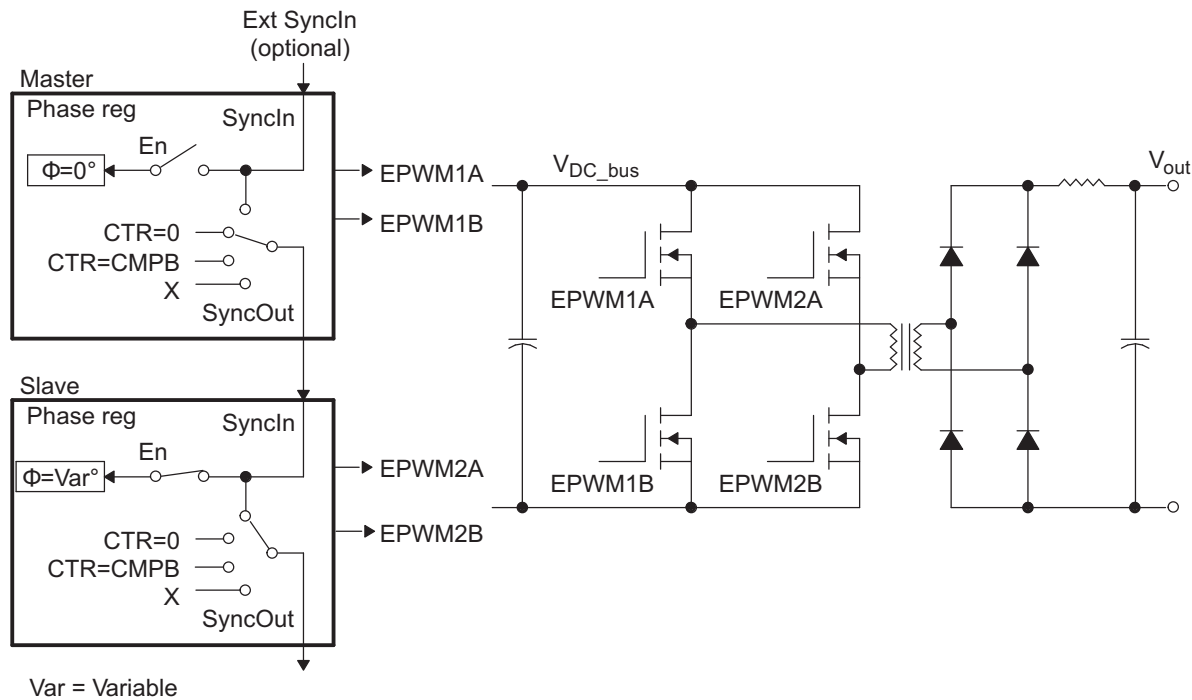 Ext SyncIn
(optional)
Master
Phase reg
SyncIn
En
Φ=0°
EPWM1A
EPWM1B
CTR=0
CTR=CMPB
X
SyncOut
Slave
Phase reg
SyncIn
En
Φ=Var°
EPWM2A
EPWM2B
CTR=0
CTR=CMPB
X
SyncOut
Var = Variable
VDC_bus
Vout
EPWM1A
EPWM2A
EPWM1B
EPWM2B